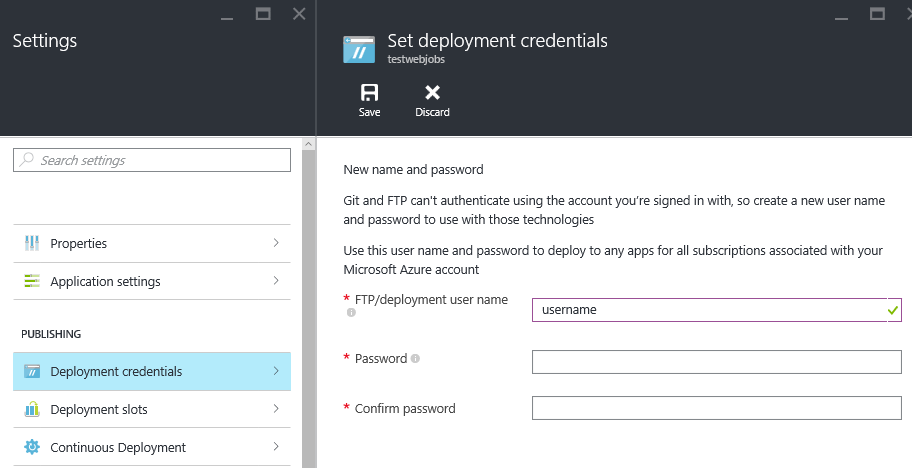 Settings
Search settings
Properties
Application settings
PUBLISHING
Deployment credentials
Deployment slots
Continuous Deployment
Set deployment credentials
testwebjobs
Save
Discard
New name and password
Git and FTP can't authenticate using the account you're signed in with, so create a new user name
and password to use with those technologies
Use this user name and password to deploy to any apps for all subscriptions associated with your
Microsoft Azure account
* FTP/deployment user name
username
* Password
* Confirm password